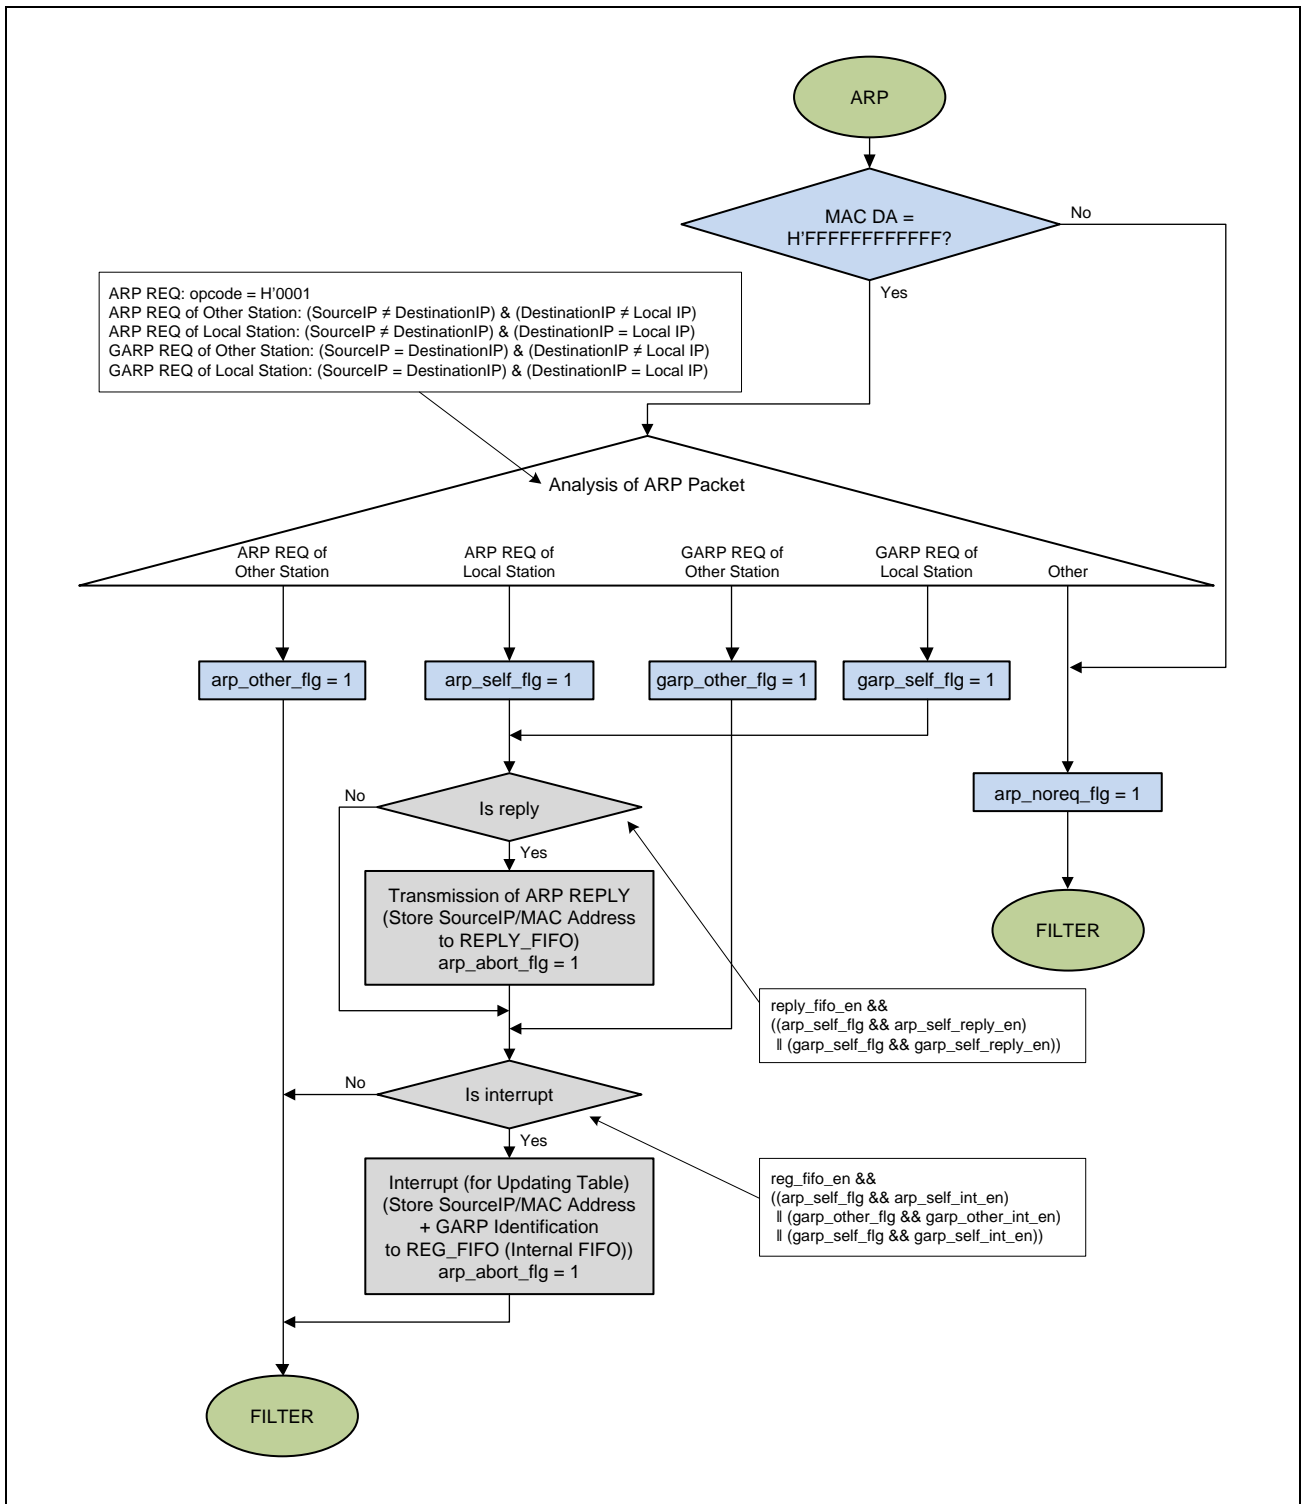 ARP
MAC DA =
H'FFFFFFFFFFFF?
No
Yes
ARP REQ: opcode = H'0001
ARP REQ of Other Station: (SourceIP ≠ DestinationIP) & (DestinationIP ≠ Local IP)
ARP REQ of Local Station: (SourceIP ≠ DestinationIP) & (DestinationIP = Local IP)
GARP REQ of Other Station: (SourceIP = DestinationIP) & (DestinationIP ≠ Local IP)
GARP REQ of Local Station: (SourceIP = DestinationIP) & (DestinationIP = Local IP)
Analysis of ARP Packet
ARP REQ of
Other Station
ARP REQ of
Local Station
GARP REQ of
Other Station
GARP REQ of
Local Station
Other
arp_other_flg = 1
arp_self_flg = 1
garp_other_flg = 1
garp_self_flg = 1
arp_noreq_flg = 1
No
Is reply
Yes
Transmission of ARP REPLY
(Store SourceIP/MAC Address
to REPLY_FIFO)
arp_abort_flg = 1
FILTER
reply_fifo_en &&
((arp_self_flg && arp_self_reply_en)
|| (garp_self_flg && garp_self_reply_en))
No
Is interrupt
Yes
Interrupt (for Updating Table)
(Store SourceIP/MAC Address
+ GARP Identification
to REG_FIFO (Internal FIFO))
arp_abort_flg = 1
reg_fifo_en &&
((arp_self_flg && arp_self_int_en)
|| (garp_other_flg && garp_other_int_en)
|| (garp_self_flg && garp_self_int_en))
FILTER